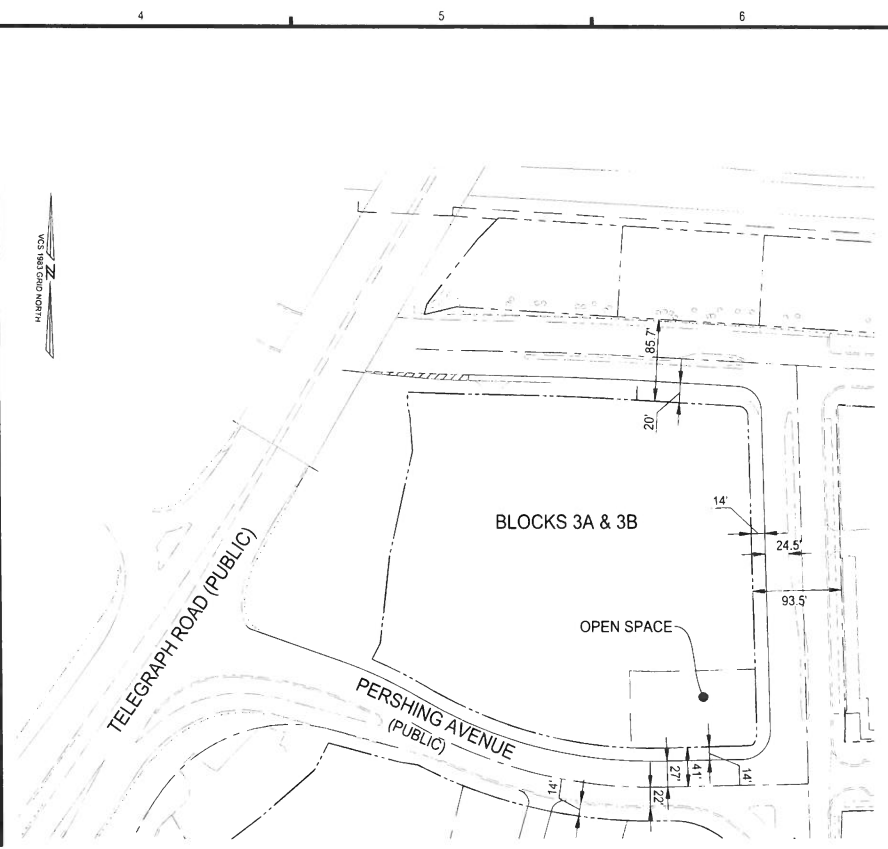 4
5
6
VCS 1983 GRID NORTH
N
85.7'
20'
BLOCKS 3A & 3B
14'
24.5'
93.5'
OPEN SPACE
TELEGRAPH ROAD (PUBLIC)
PERSHING AVENUE
(PUBLIC)
14'
27'
41'
14'
22'